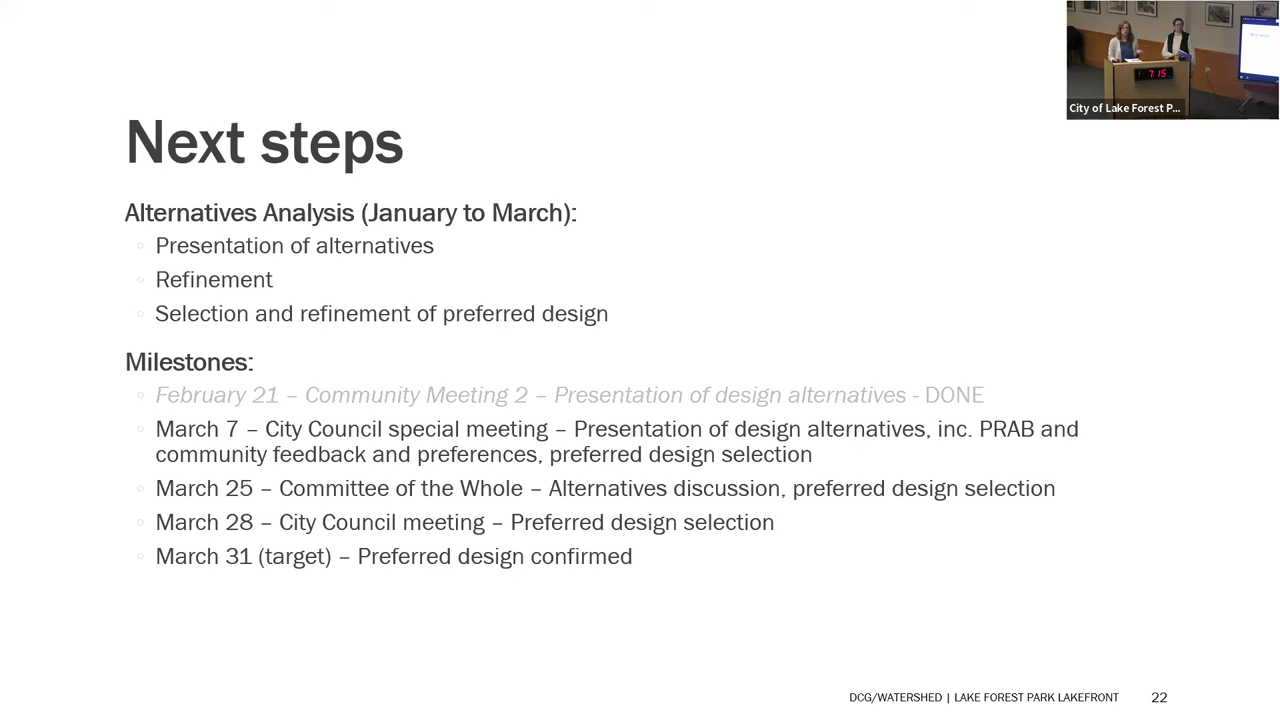 7:15
City of Lake Forest P...
Next steps
Alternatives Analysis (January to March):
Presentation of alternatives
Refinement
Selection and refinement of preferred design
Milestones:
February 21 – Community Meeting 2 – Presentation of design alternatives - DONE
March 7 – City Council special meeting – Presentation of design alternatives, inc. PRAB and
community feedback and preferences, preferred design selection
March 25 – Committee of the Whole – Alternatives discussion, preferred design selection
March 28 – City Council meeting – Preferred design selection
March 31 (target) – Preferred design confirmed
DCG/WATERSHED | LAKE FOREST PARK LAKEFRONT 22